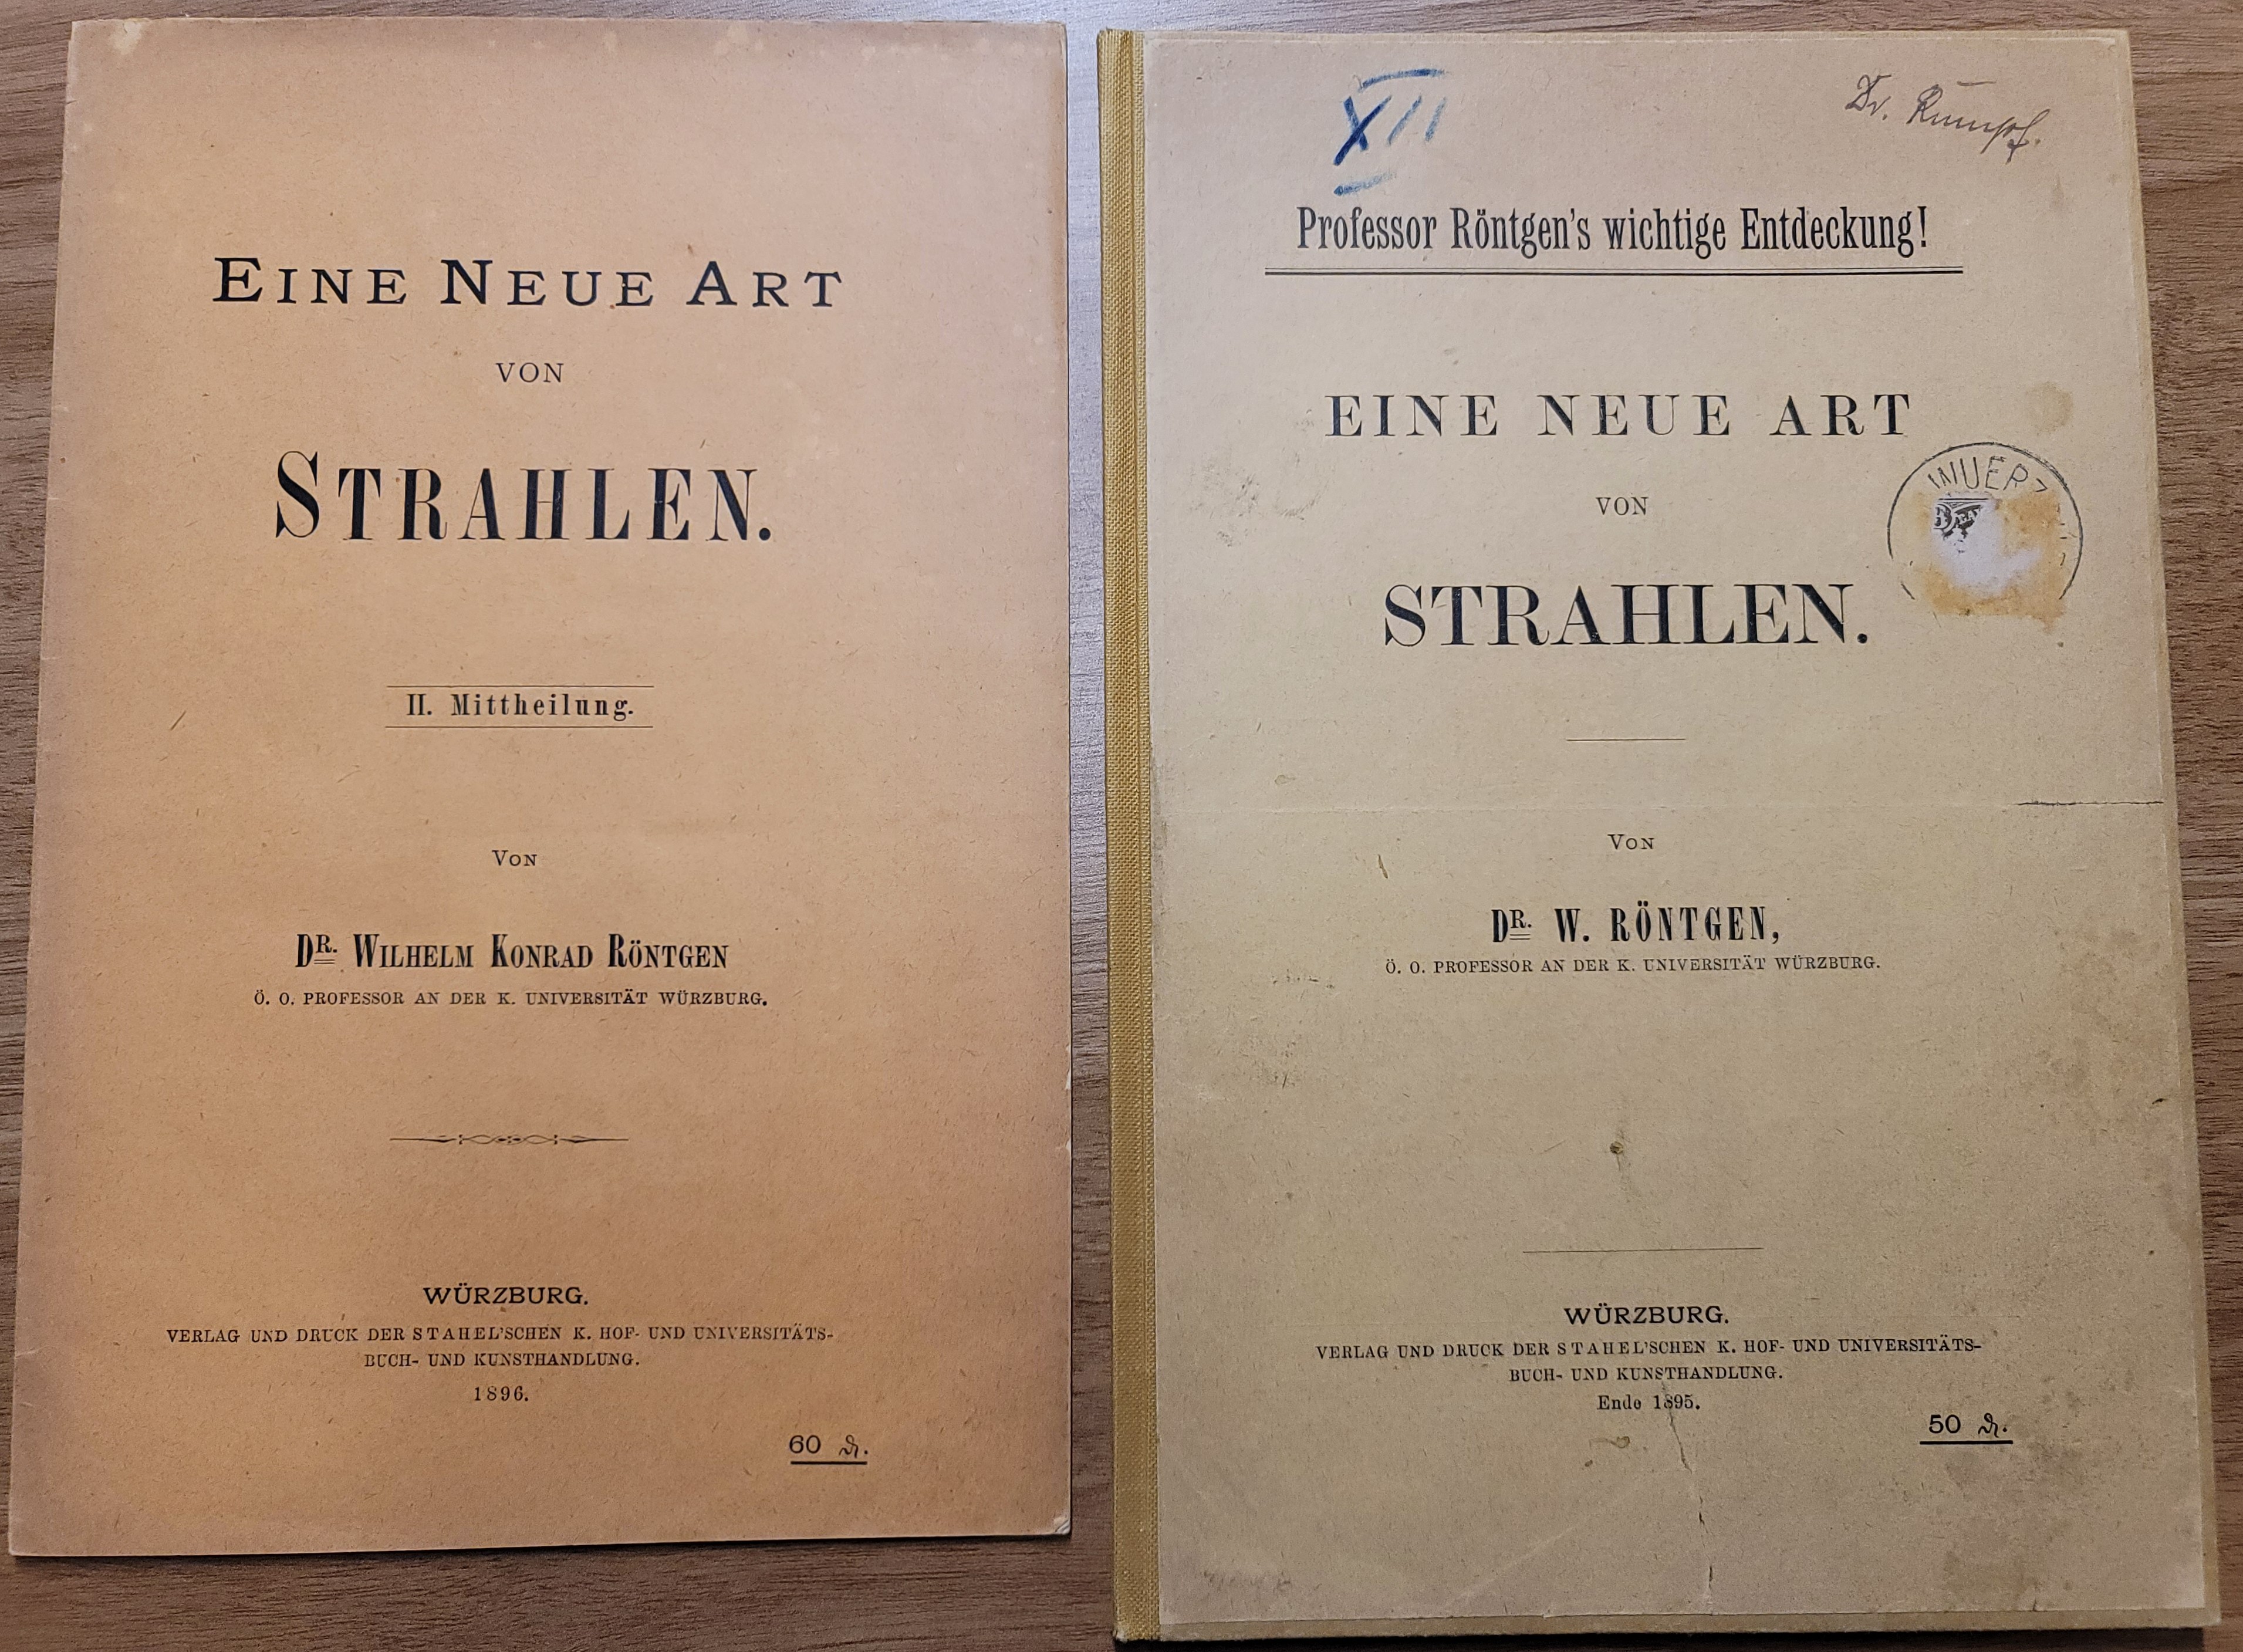 EINE NEUE ART
VON
STRAHLEN.
II. Mittheilung.
VON
DR. WILHELM KONRAD RÖNTGEN
Ö. O. PROFESSOR AN DER K. UNIVERSITÄT WÜRZBURG.
WÜRZBURG.
VERLAG UND DRUCK DER STAHEL'SCHEN K. HOF- UND UNIVERSITÄTS-
BUCH- UND KUNSTHANDLUNG.
1896.
60 ₰.
XII
Dr. Rumpf.
Professor Röntgen's wichtige Entdeckung!
EINE NEUE ART
VON
STRAHLEN.
WUERZ
VON
DR. W. RÖNTGEN,
Ö. O. PROFESSOR AN DER K. UNIVERSITÄT WÜRZBURG.
WÜRZBURG.
VERLAG UND DRUCK DER STAHEL'SCHEN K. HOF- UND UNIVERSITÄTS-
BUCH- UND KUNSTHANDLUNG.
Ende 1895.
50 ₰.